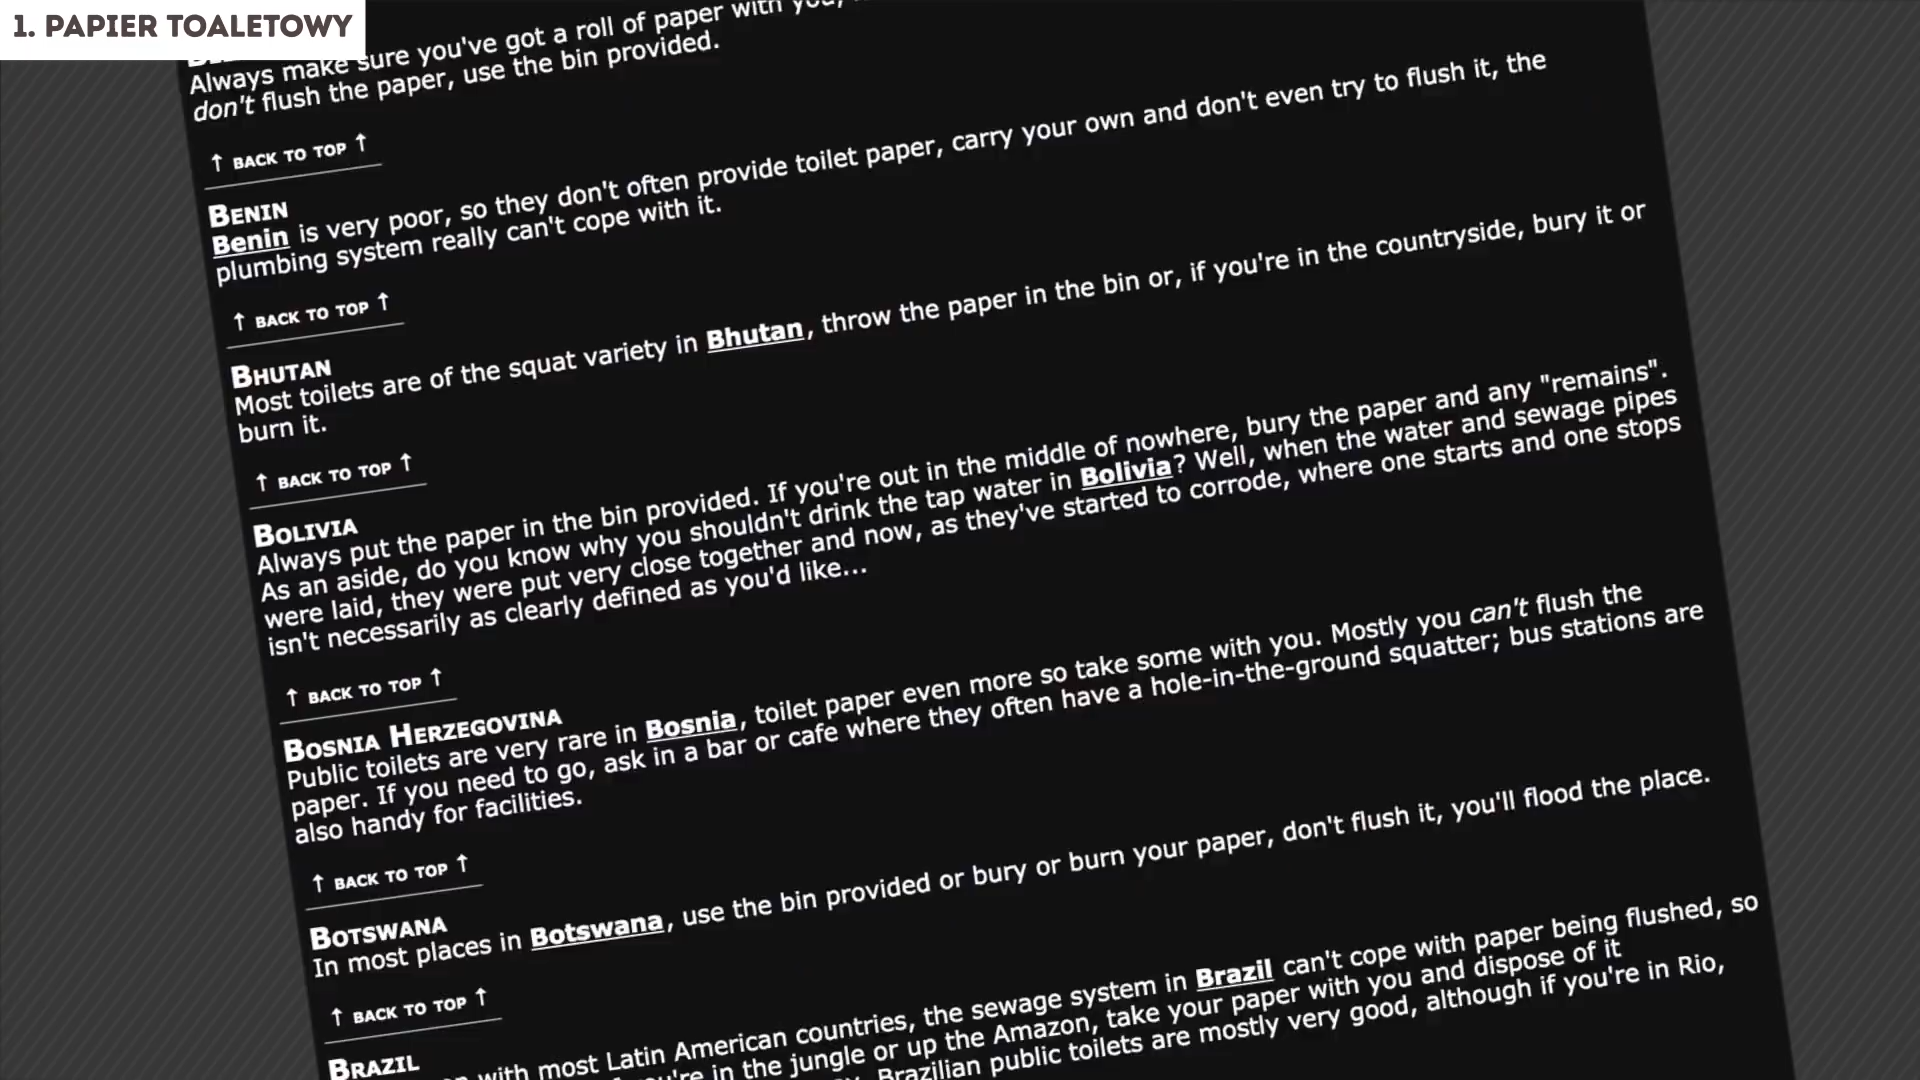 1. PAPIER TOALETOWY
Always make sure you've got a roll of paper with you,
don't flush the paper, use the bin provided.
↑ BACK TO TOP ↑
BENIN
Benin is very poor, so they don't often provide toilet paper, carry your own and don't even try to flush it, the
plumbing system really can't cope with it.
↑ BACK TO TOP ↑
BHUTAN
Most toilets are of the squat variety in Bhutan, throw the paper in the bin or, if you're in the countryside, bury it or
burn it.
↑ BACK TO TOP ↑
BOLIVIA
Always put the paper in the bin provided. If you're out in the middle of nowhere, bury the paper and any "remains".
As an aside, do you know why you shouldn't drink the tap water in Bolivia? Well, when the water and sewage pipes
were laid, they were put very close together and now, as they've started to corrode, where one starts and one stops
isn't necessarily as clearly defined as you'd like...
↑ BACK TO TOP ↑
BOSNIA HERZEGOVINA
Public toilets are very rare in Bosnia, toilet paper even more so take some with you. Mostly you can't flush the
paper. If you need to go, ask in a bar or cafe where they often have a hole-in-the-ground squatter; bus stations are
also handy for facilities.
↑ BACK TO TOP ↑
BOTSWANA
In most places in Botswana, use the bin provided or bury or burn your paper, don't flush it, you'll flood the place.
↑ BACK TO TOP ↑
BRAZIL
with most Latin American countries, the sewage system in Brazil can't cope with paper being flushed, so
you're in the jungle or up the Amazon, take your paper with you and dispose of it
Brazilian public toilets are mostly very good, although if you're in Rio,